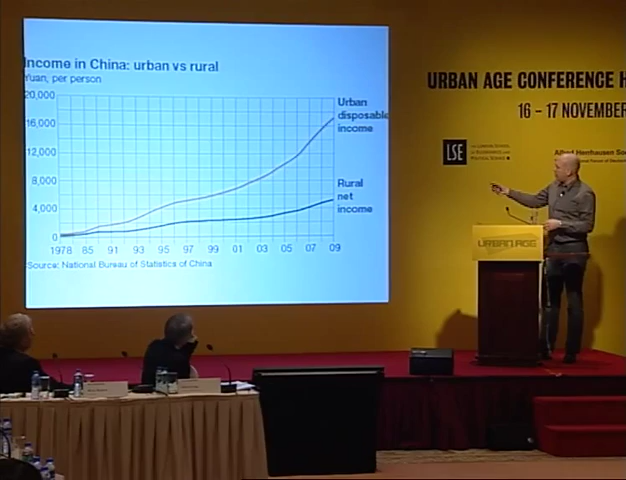 Income in China: urban vs rural
Yuan, per person
20,000
16,000
12,000
8,000
4,000
0
Urban
disposable
income
Rural
net
income
1978 85 91 93 95 97 99 01 03 05 07 09
Source: National Bureau of Statistics of China
URBAN AGE CONFERENCE H
16 – 17 NOVEMBER
LSE
URBAN AGE